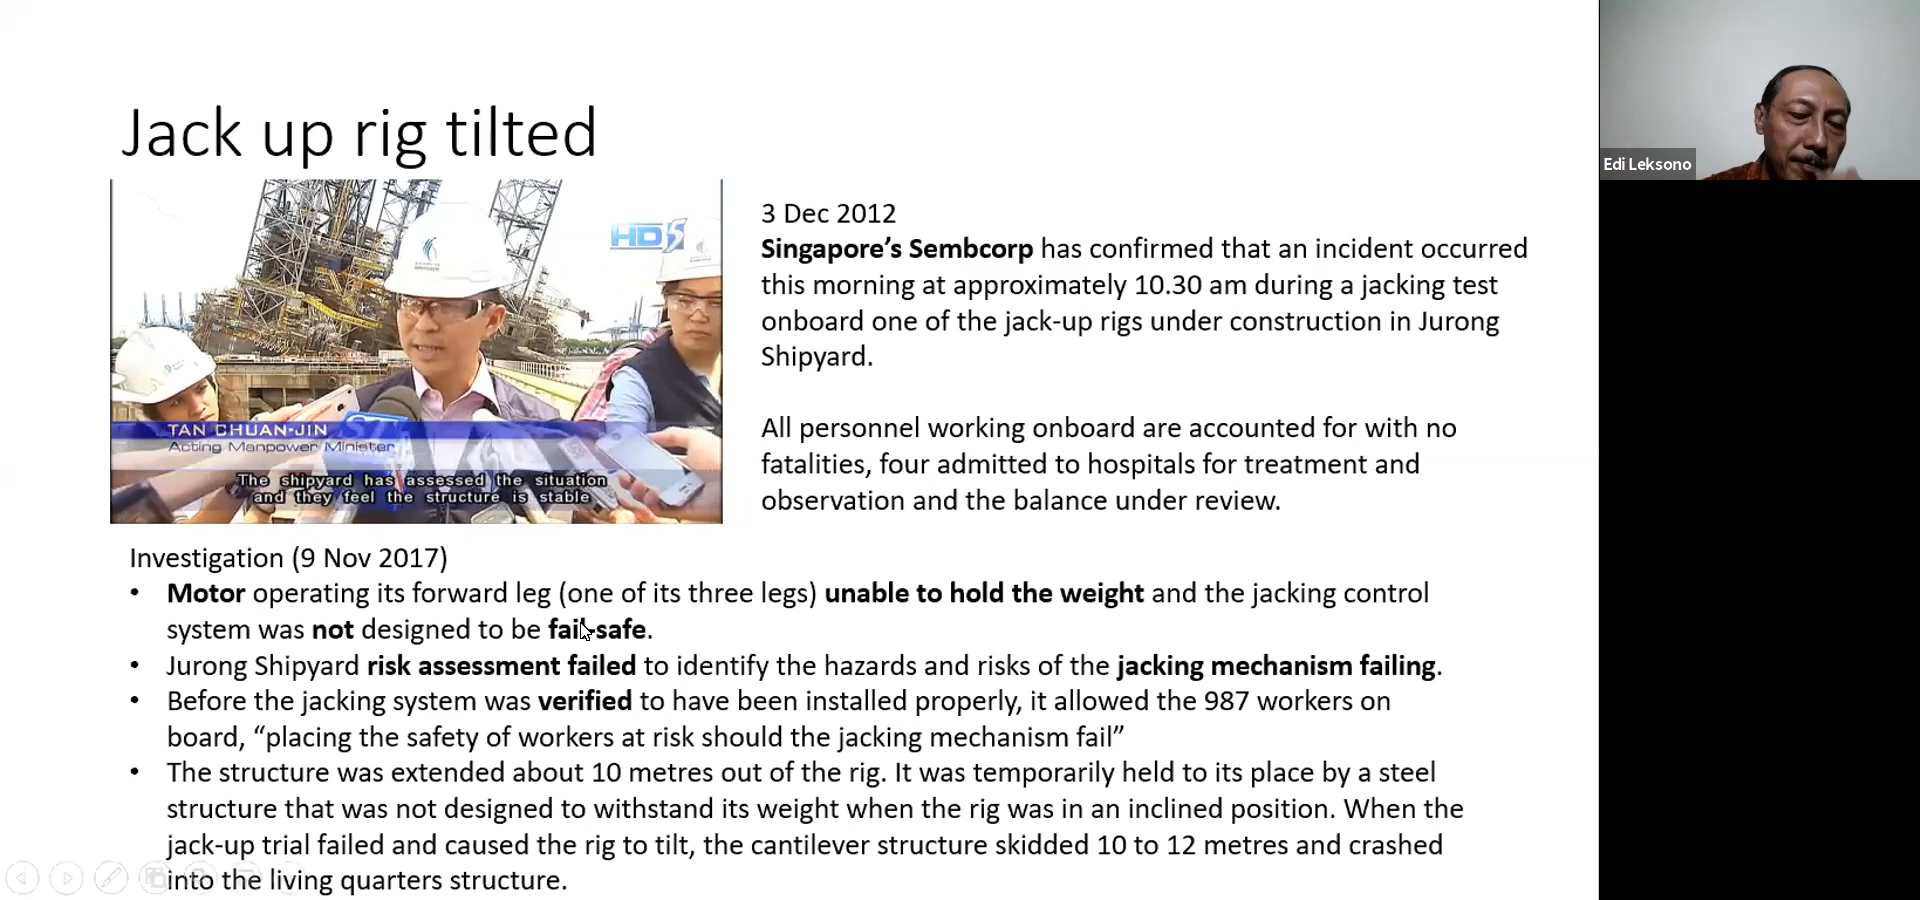 Jack up rig tilted
Edi Leksono
HD5
TAN CHUAN-JIN
Acting Manpower Minister
The shipyard has assessed the situation
and they feel the structure is stable
3 Dec 2012
Singapore’s Sembcorp has confirmed that an incident occurred
this morning at approximately 10.30 am during a jacking test
onboard one of the jack-up rigs under construction in Jurong
Shipyard.
All personnel working onboard are accounted for with no
fatalities, four admitted to hospitals for treatment and
observation and the balance under review.
Investigation (9 Nov 2017)
• Motor operating its forward leg (one of its three legs) unable to hold the weight and the jacking control
system was not designed to be fail-safe.
• Jurong Shipyard risk assessment failed to identify the hazards and risks of the jacking mechanism failing.
• Before the jacking system was verified to have been installed properly, it allowed the 987 workers on
board, “placing the safety of workers at risk should the jacking mechanism fail”
• The structure was extended about 10 metres out of the rig. It was temporarily held to its place by a steel
structure that was not designed to withstand its weight when the rig was in an inclined position. When the
jack-up trial failed and caused the rig to tilt, the cantilever structure skidded 10 to 12 metres and crashed
into the living quarters structure.